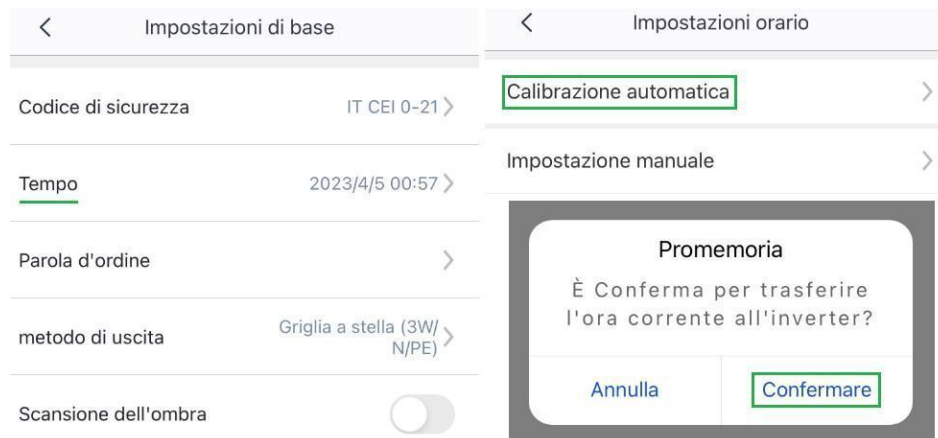 Impostazioni di base
Codice di sicurezza
IT CEI 0-21
Tempo
2023/4/5 00:57
Parola d'ordine
metodo di uscita
Griglia a stella (3W/
N/PE)
Scansione dell'ombra
Impostazioni orario
Calibrazione automatica
Impostazione manuale
Promemoria
È Conferma per trasferire
l'ora corrente all'inverter?
Annulla
Confermare